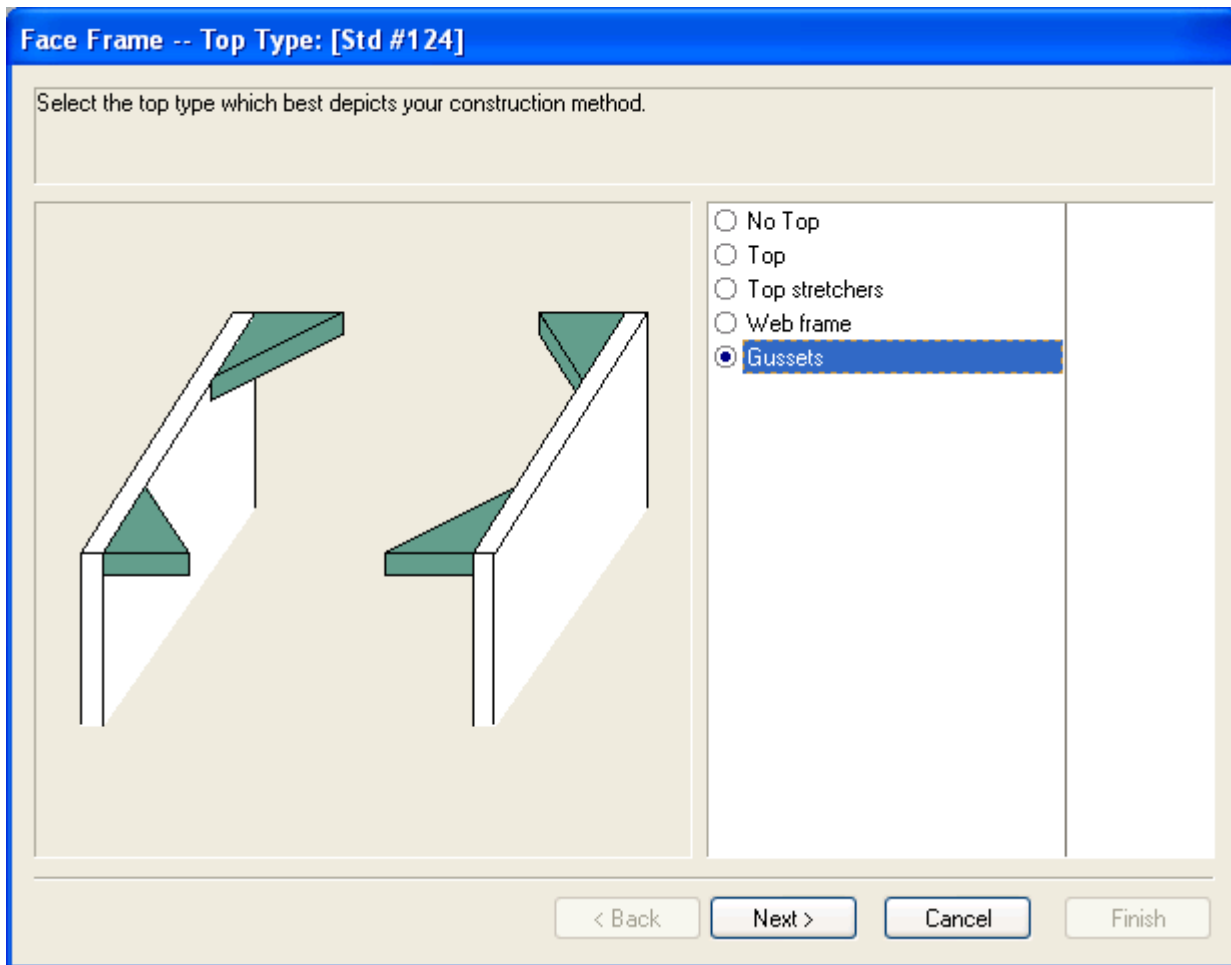 Face Frame -- Top Type: [Std #124]
Select the top type which best depicts your construction method.
No Top
Top
Top stretchers
Web frame
Gussets
< Back
Next >
Cancel
Finish